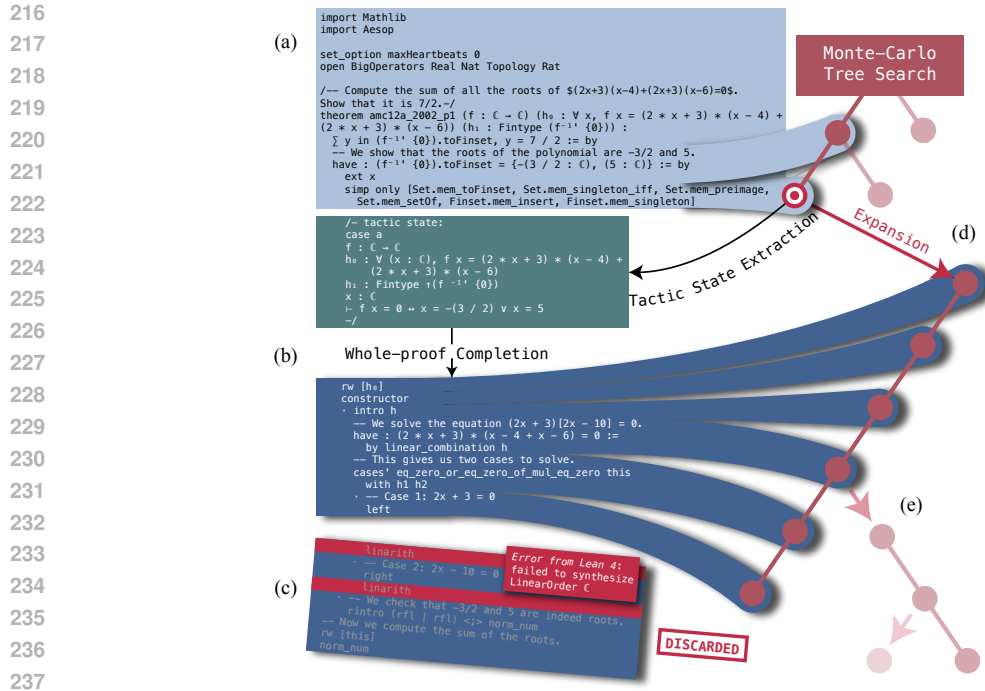 216
217
218
219
220
221
222
223
224
225
226
227
228
229
230
231
232
233
234
235
236
237
(a)
import Mathlib
import Aesop
set_option maxHeartbeats 0
open BigOperators Real Nat Topology Rat
/-- Compute the sum of all the roots of $(2x+3)(x-4)+(2x+3)(x-6)=0$.
Show that it is 7/2.-/
theorem amc12a_2002_p1 (f : ℂ → ℂ) (h₀ : ∀ x, f x = (2 * x + 3) * (x - 4) +
(2 * x + 3) * (x - 6)) (h₁ : Fintype (f⁻¹' {0})) :
∑ y in (f⁻¹' {0}).toFinset, y = 7 / 2 := by
-- We show that the roots of the polynomial are -3/2 and 5.
have : (f⁻¹' {0}).toFinset = {-(3 / 2 : ℂ), (5 : ℂ)} := by
ext x
simp only [Set.mem_toFinset, Set.mem_singleton_iff, Set.mem_preimage,
Set.mem_setOf, Finset.mem_insert, Finset.mem_singleton]
Monte-Carlo
Tree Search
/- tactic state:
case a
f : ℂ → ℂ
h₀ : ∀ (x : ℂ), f x = (2 * x + 3) * (x - 4) +
(2 * x + 3) * (x - 6)
h₁ : Fintype ↑(f ⁻¹' {0})
x : ℂ
⊢ f x = 0 ↔ x = -(3 / 2) ∨ x = 5
-/
Tactic State Extraction
Expansion
(d)
(b)
Whole-proof Completion
rw [h₀]
constructor
· intro h
-- We solve the equation (2x + 3)[2x - 10] = 0.
have : (2 * x + 3) * (x - 4 + x - 6) = 0 :=
by linear_combination h
-- This gives us two cases to solve.
cases' eq_zero_or_eq_zero_of_mul_eq_zero this
with h1 h2
· -- Case 1: 2x + 3 = 0
left
(e)
(c)
linarith
· -- Case 2: 2x - 10 = 0
right
linarith
· -- We check that -3/2 and 5 are indeed roots.
rintro (rfl | rfl) <;> norm_num
-- Now we compute the sum of the roots.
rw [this]
norm_num
Error from Lean 4:
failed to synthesize
LinearOrder ℂ
DISCARDED